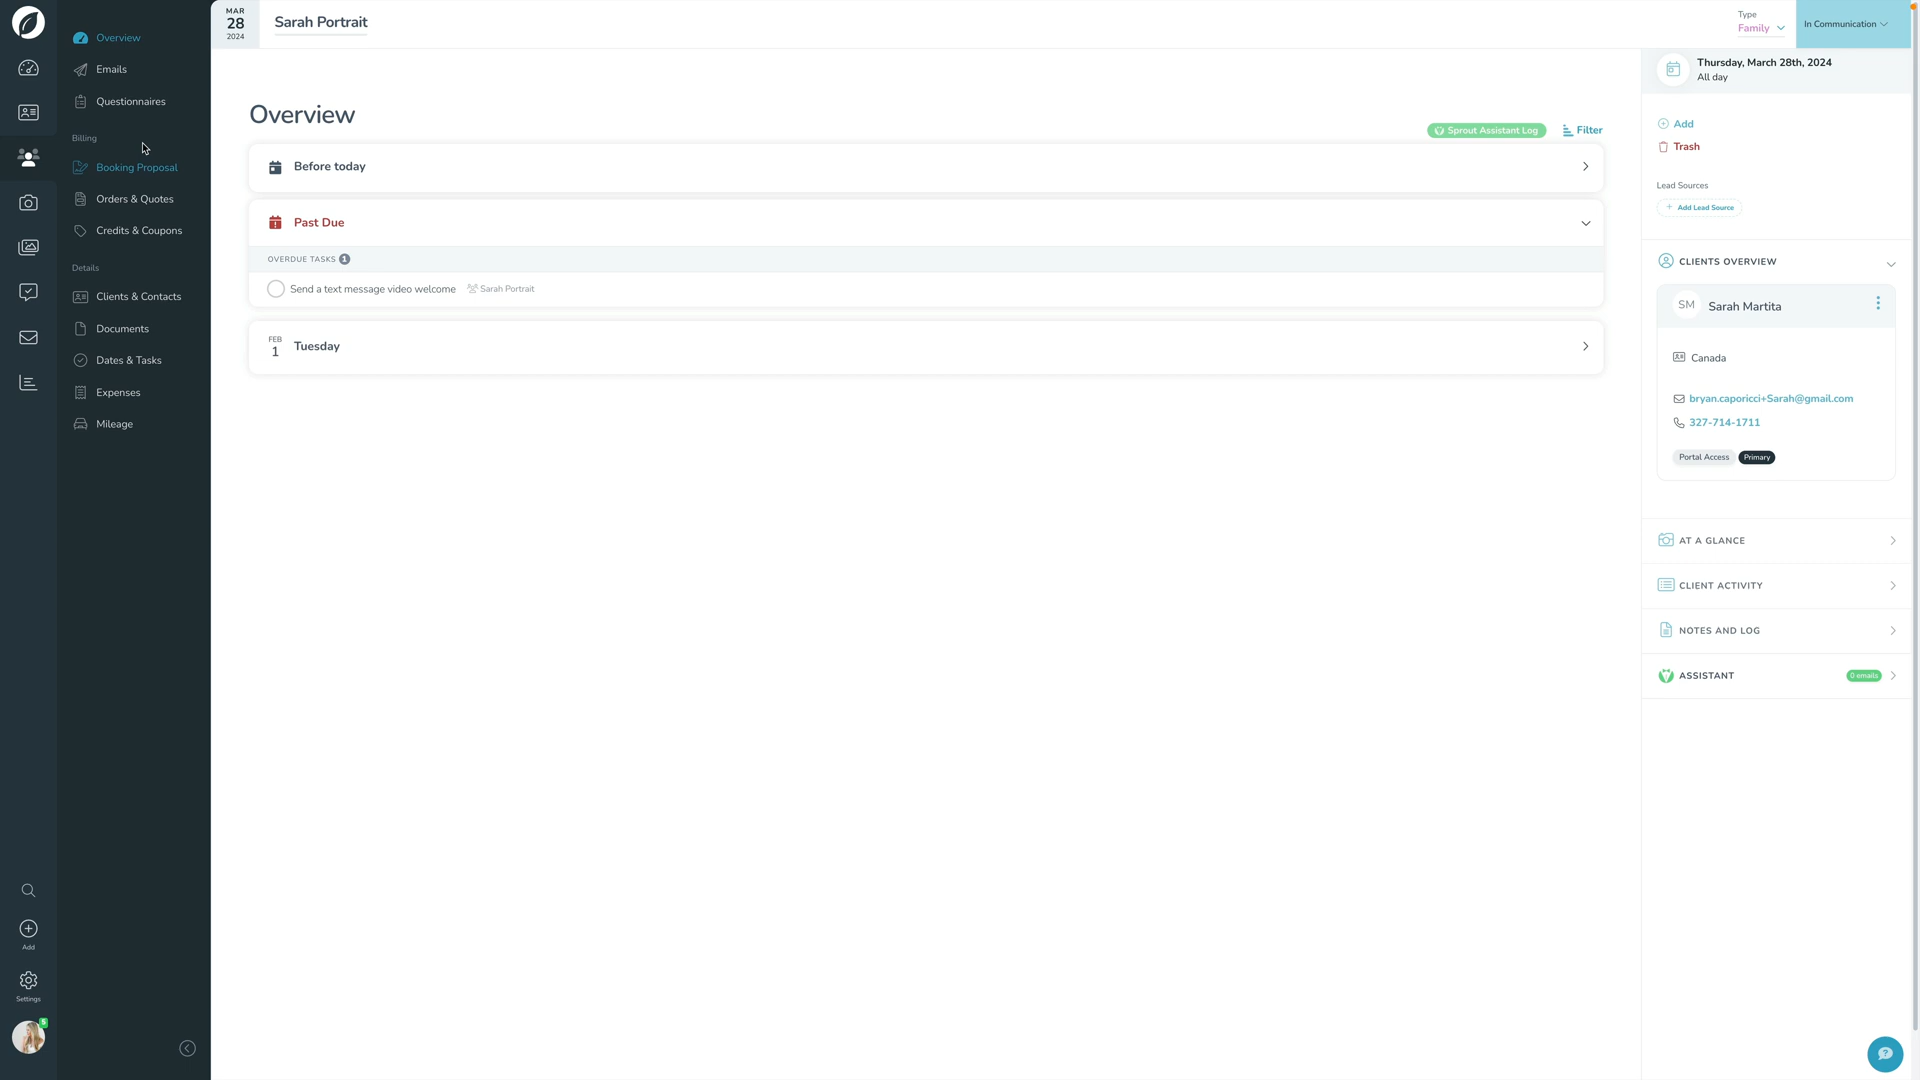 MAR
28
2024
Sarah Portrait
Type
Family
In Communication
Overview
Emails
Questionnaires
Billing
Booking Proposal
Orders & Quotes
Credits & Coupons
Details
Clients & Contacts
Documents
Dates & Tasks
Expenses
Mileage
Add
Settings
5
Overview
Sprout Assistant Log
Filter
Before today
Past Due
OVERDUE TASKS 1
Send a text message video welcome Sarah Portrait
FEB
1
Tuesday
Thursday, March 28th, 2024
All day
Add
Trash
Lead Sources
+ Add Lead Source
CLIENTS OVERVIEW
SM Sarah Martita
Canada
bryan.caporicci+Sarah@gmail.com
327-714-1711
Portal Access Primary
AT A GLANCE
CLIENT ACTIVITY
NOTES AND LOG
ASSISTANT 0 emails